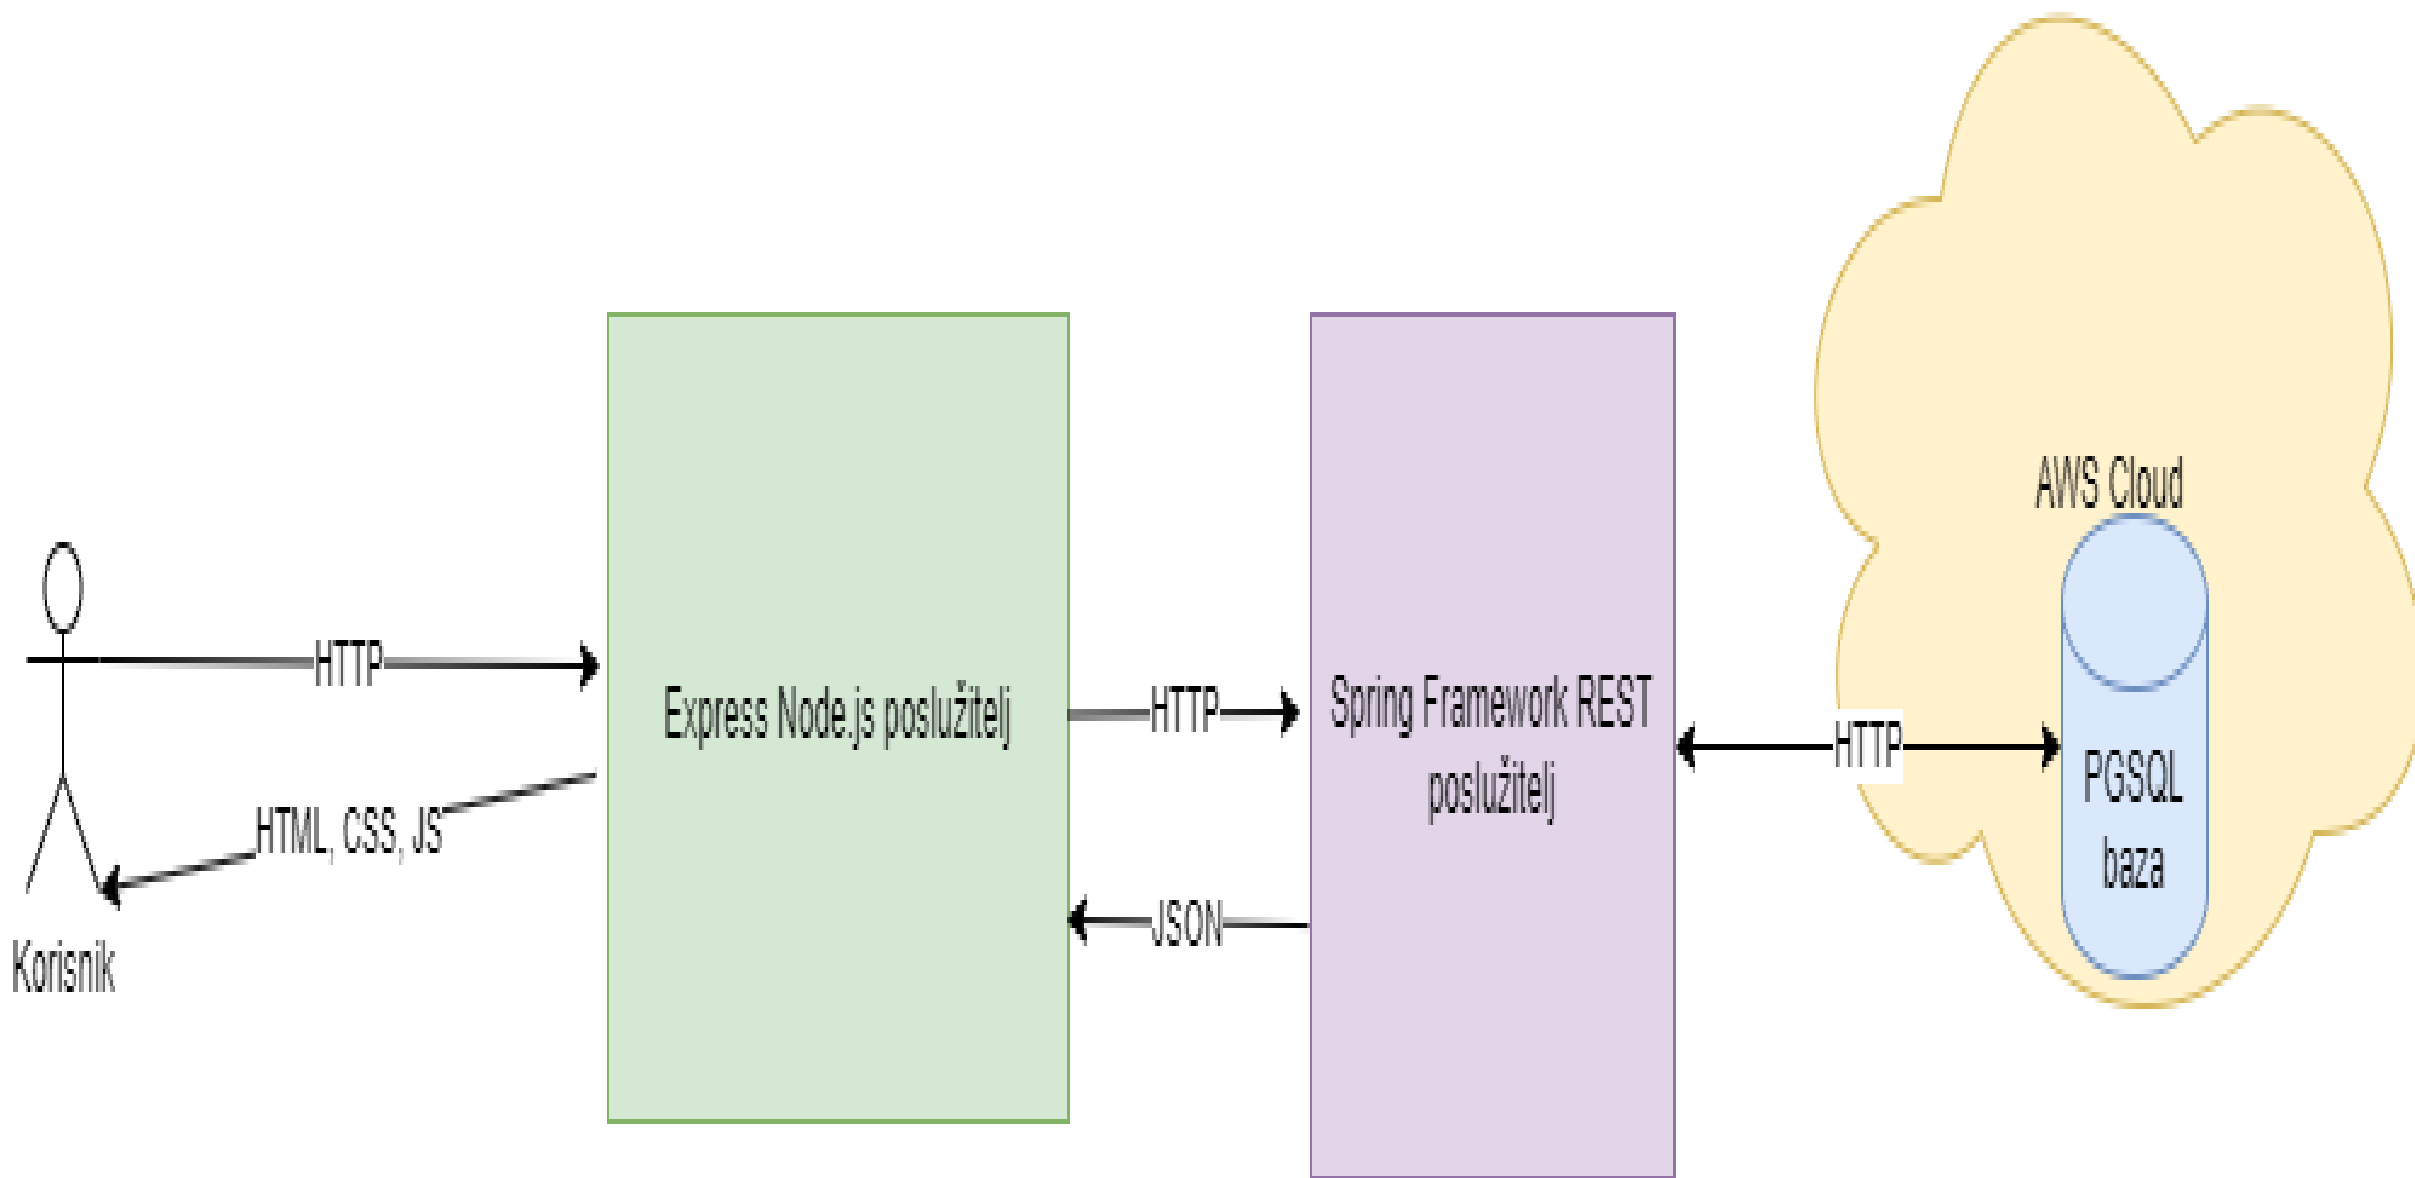 HTTP
HTML, CSS, JS
Korisnik
Express Node.js poslužitelj
HTTP
JSON
Spring Framework REST
poslužitelj
HTTP
AWS Cloud
PGSQL
baza